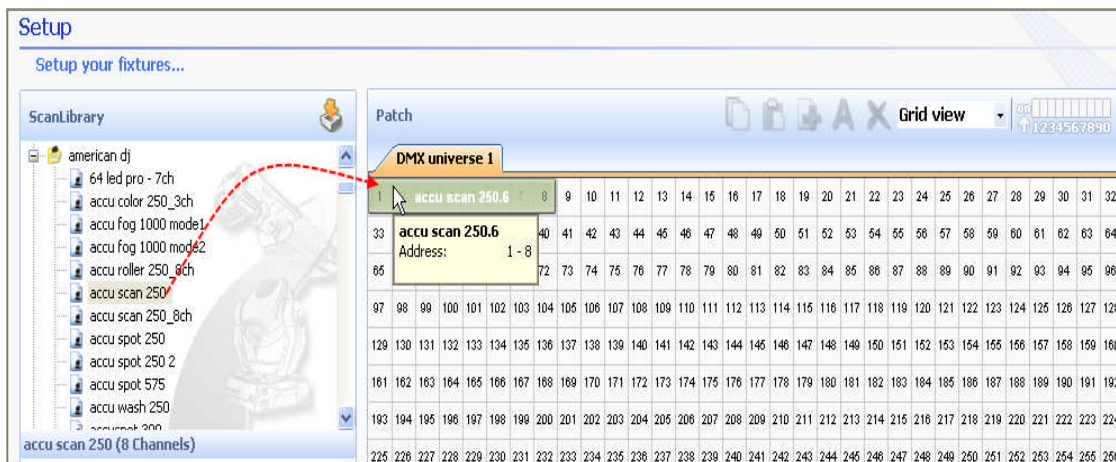 Setup
Setup your fixtures...
ScanLibrary
american dj
64 led pro - 7ch
accu color 250_3ch
accu fog 1000 mode1
accu fog 1000 mode2
accu roller 250_8ch
accu scan 250
accu scan 250_8ch
accu spot 250
accu spot 250 2
accu spot 575
accu wash 250
accuspot 300
accu scan 250 (8 Channels)
Patch
Grid view
on
1234567890
DMX universe 1
1 accu scan 250.6 7 8 9 10 11 12 13 14 15 16 17 18 19 20 21 22 23 24 25 26 27 28 29 30 31 32
33 40 41 42 43 44 45 46 47 48 49 50 51 52 53 54 55 56 57 58 59 60 61 62 63 64
accu scan 250.6
Address: 1 - 8
65 72 73 74 75 76 77 78 79 80 81 82 83 84 85 86 87 88 89 90 91 92 93 94 95 96
97 98 99 100 101 102 103 104 105 106 107 108 109 110 111 112 113 114 115 116 117 118 119 120 121 122 123 124 125 126 127
129 130 131 132 133 134 135 136 137 138 139 140 141 142 143 144 145 146 147 148 149 150 151 152 153 154 155 156 157 158 159
161 162 163 164 165 166 167 168 169 170 171 172 173 174 175 176 177 178 179 180 181 182 183 184 185 186 187 188 189 190 191
193 194 195 196 197 198 199 200 201 202 203 204 205 206 207 208 209 210 211 212 213 214 215 216 217 218 219 220 221 222 223
225 226 227 228 229 230 231 232 233 234 235 236 237 238 239 240 241 242 243 244 245 246 247 248 249 250 251 252 253 254 255